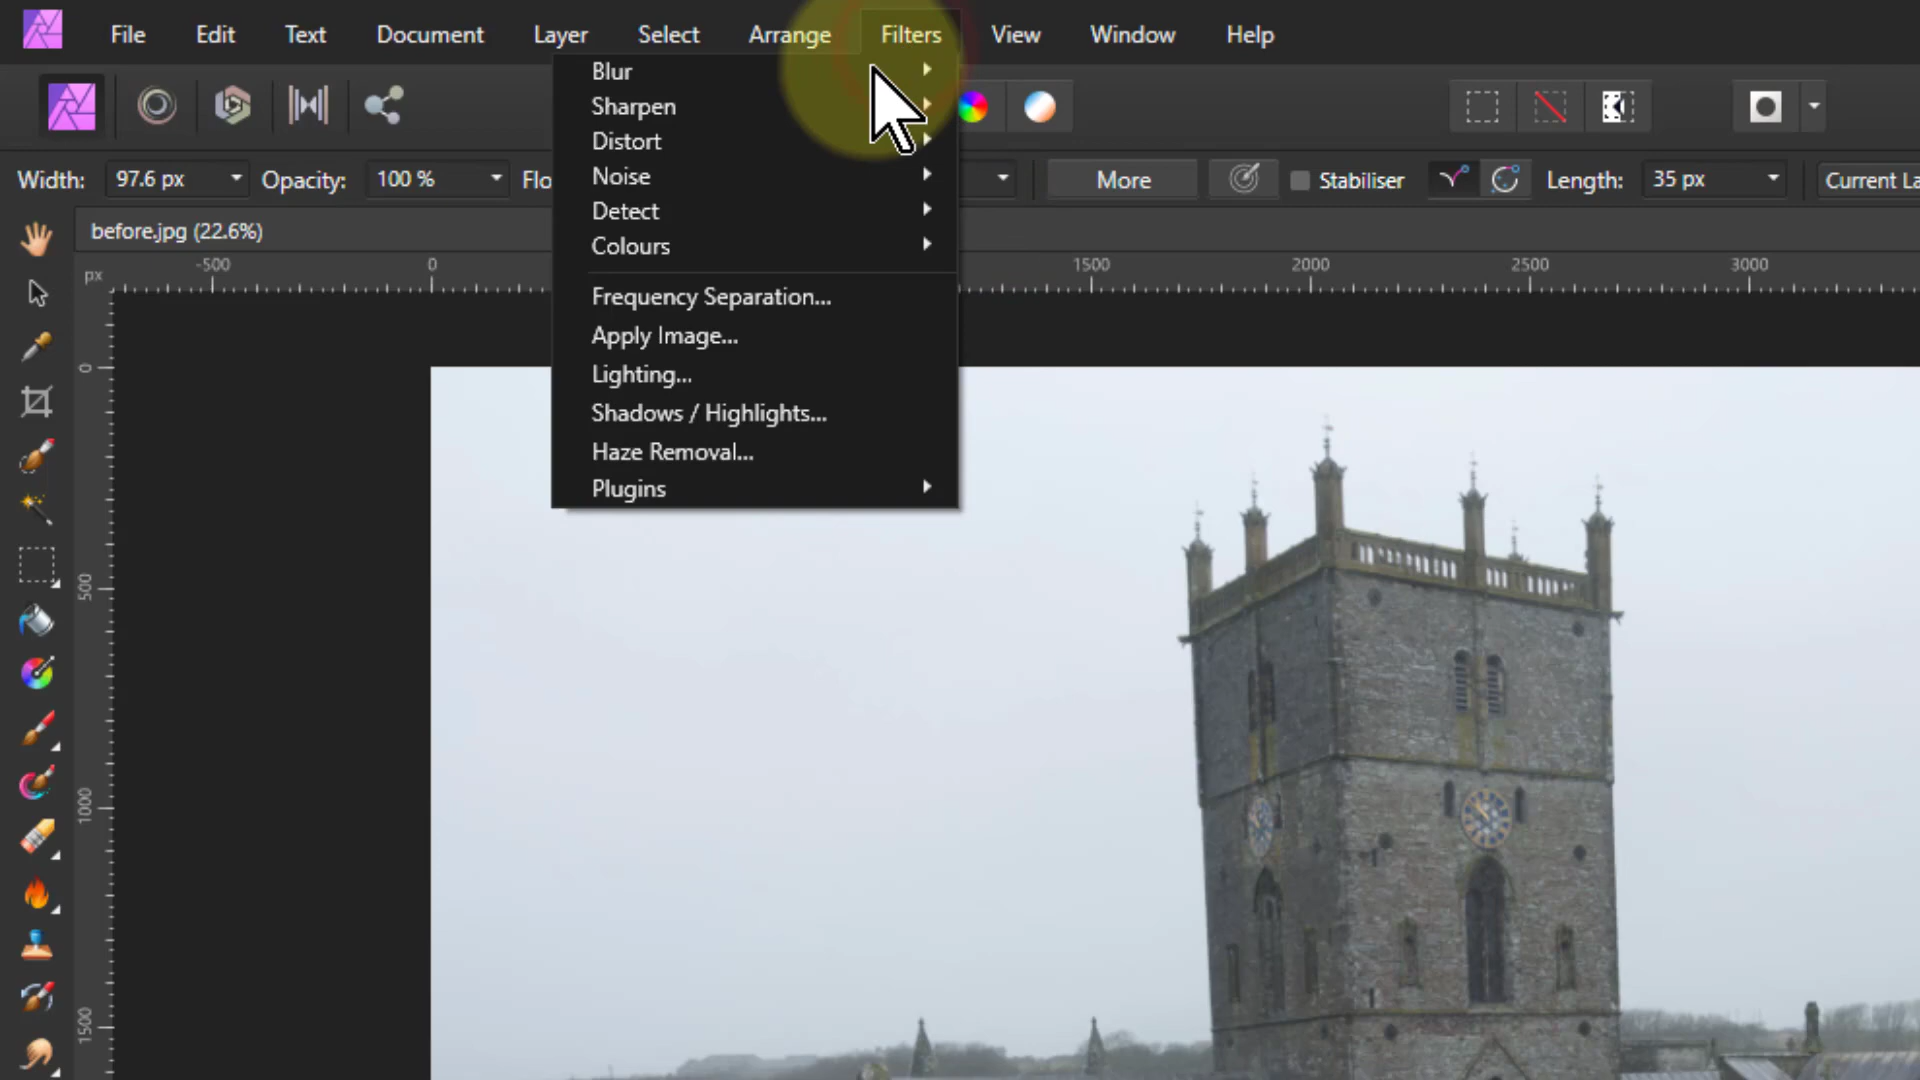 File Edit Text Document Layer Select Arrange Filters View Window Help
Width: 97.6 px Opacity: 100 % Flo More Stabiliser Length: 35 px Current La
before.jpg (22.6%)
px -500 0 1500 2000 2500 3000
Blur
Sharpen
Distort
Noise
Detect
Colours
Frequency Separation...
Apply Image...
Lighting...
Shadows / Highlights...
Haze Removal...
Plugins
0
500
1000
1500